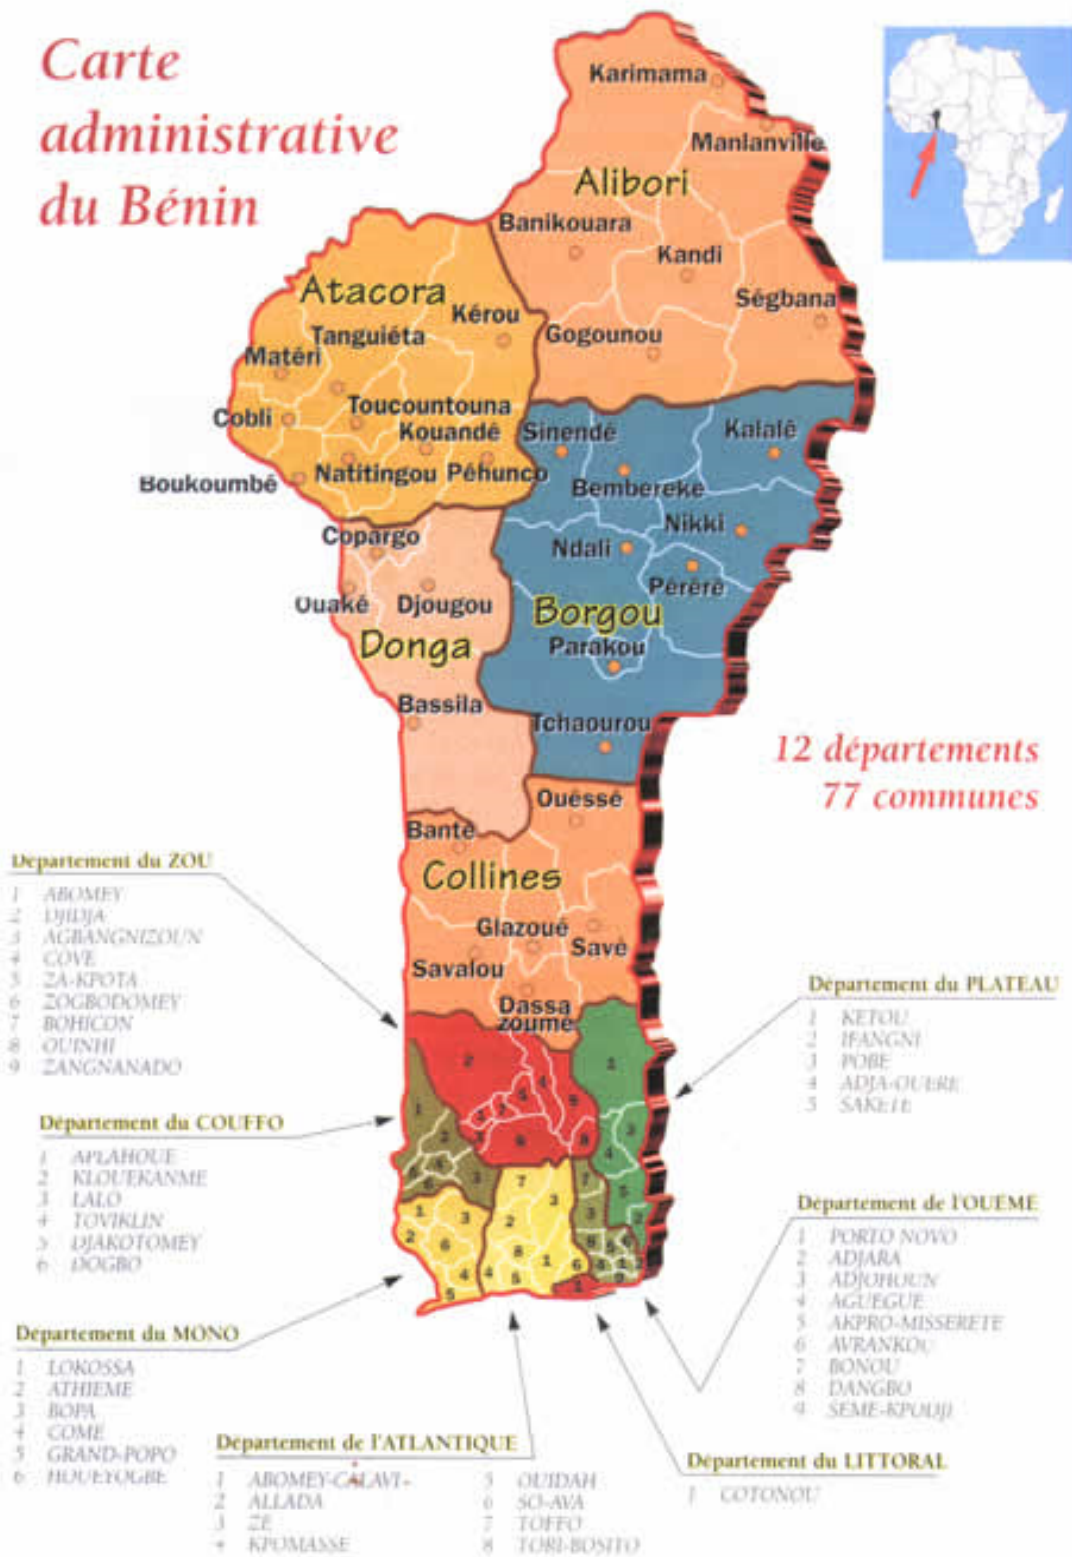 Carte
administrative
du Bénin
Karimama
Manlanville
Alibori
Banikouara
Kandi
Ségbana
Gogounou
Atacora
Kérou
Tanguiéta
Matéri
Toucountouna
Cobli
Kouandé
Natitingou
Péhunco
Boukoumbé
Sinendé
Kalalé
Bembereke
Nikki
Ndali
Pérèrè
Borgou
Parakou
Tchaourou
Copargo
Ouaké
Djougou
Donga
Bassila
12 départements
77 communes
Ouéssé
Bante
Collines
Glazoué
Savé
Savalou
Dassa
zoume
Département du ZOU
1 ABOMEY
2 DJIDJA
3 AGBANGNIZOUN
4 COVE
5 ZA-KPOTA
6 ZOGBODOMEY
7 BOHICON
8 OUINHI
9 ZANGNANADO
Département du COUFFO
1 APLAHOUE
2 KLOUEKANME
3 LALO
4 TOVIKLIN
5 DJAKOTOMEY
6 DOGBO
Département du MONO
1 LOKOSSA
2 ATHIEME
3 BOPA
4 COME
5 GRAND-POPO
6 HOUEYOGBE
Département de l'ATLANTIQUE
1 ABOMEY-CALAVI
2 ALLADA
3 ZE
4 KPOMASSE
5 OUIDAH
6 SO-AVA
7 TOFFO
8 TORI-BOSITO
Département du PLATEAU
1 KETOU
2 IFANGNI
3 POBE
4 ADJA-OUERE
5 SAKETE
Département de l'OUEME
1 PORTO NOVO
2 ADJARA
3 ADJOHOUN
4 AGUEGUE
5 AKPRO-MISSERETE
6 AVRANKOU
7 BONOU
8 DANGBO
9 SEME-KPODJI
Département du LITTORAL
1 COTONOU